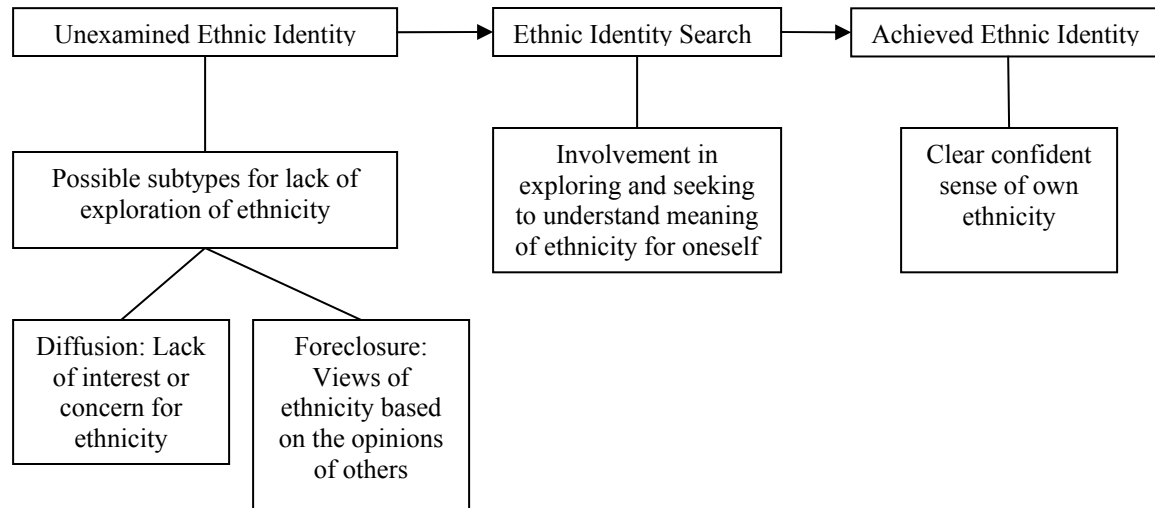 Unexamined Ethnic Identity
Ethnic Identity Search
Achieved Ethnic Identity
Possible subtypes for lack of
exploration of ethnicity
Involvement in
exploring and seeking
to understand meaning
of ethnicity for oneself
Clear confident
sense of own
ethnicity
Diffusion: Lack
of interest or
concern for
ethnicity
Foreclosure:
Views of
ethnicity based
on the opinions
of others